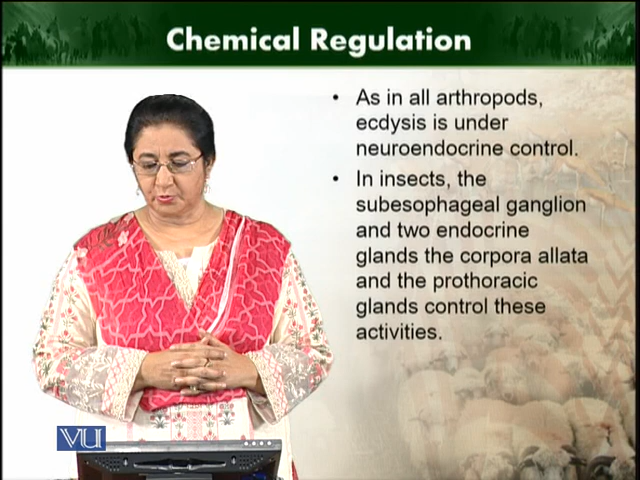 Chemical Regulation
• As in all arthropods,
ecdysis is under
neuroendocrine control.
• In insects, the
subesophageal ganglion
and two endocrine
glands the corpora allata
and the prothoracic
glands control these
activities.
VU